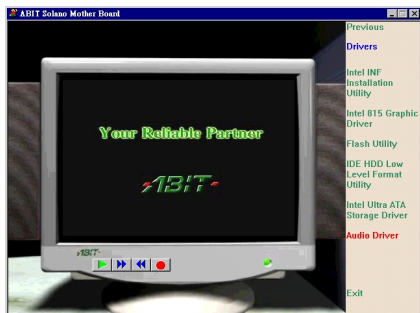 ABIT Solano Mother Board
Previous
Drivers
Intel INF
Installation
Utility
Intel 815 Graphic
Driver
Flash Utility
IDE HDD Low
Level Format
Utility
Intel Ultra ATA
Storage Driver
Audio Driver
Exit
Your Reliable Partner
ABIT
ABIT